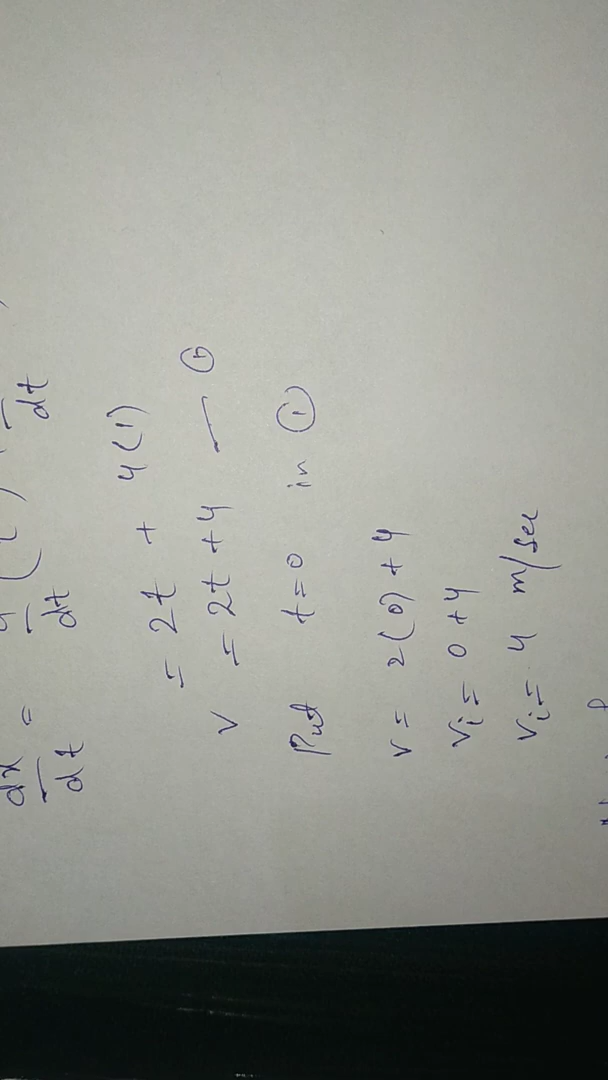 dx/dt = d/dt (t ) d/dt
= 2t + 4(1)
v = 2t + 4 — ①
Put t=0 in ①
v = 2(0) + 4
vi = 0 + 4
vi = 4 m/sec